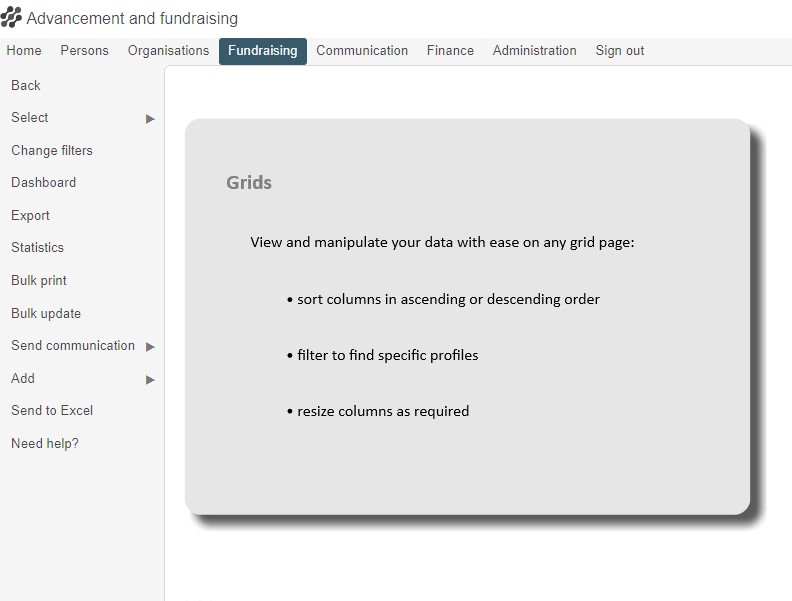 Advancement and fundraising
Home Persons Organisations Fundraising Communication Finance Administration Sign out
Back
Select
Change filters
Dashboard
Export
Statistics
Bulk print
Bulk update
Send communication
Add
Send to Excel
Need help?
Grids
View and manipulate your data with ease on any grid page:
• sort columns in ascending or descending order
• filter to find specific profiles
• resize columns as required